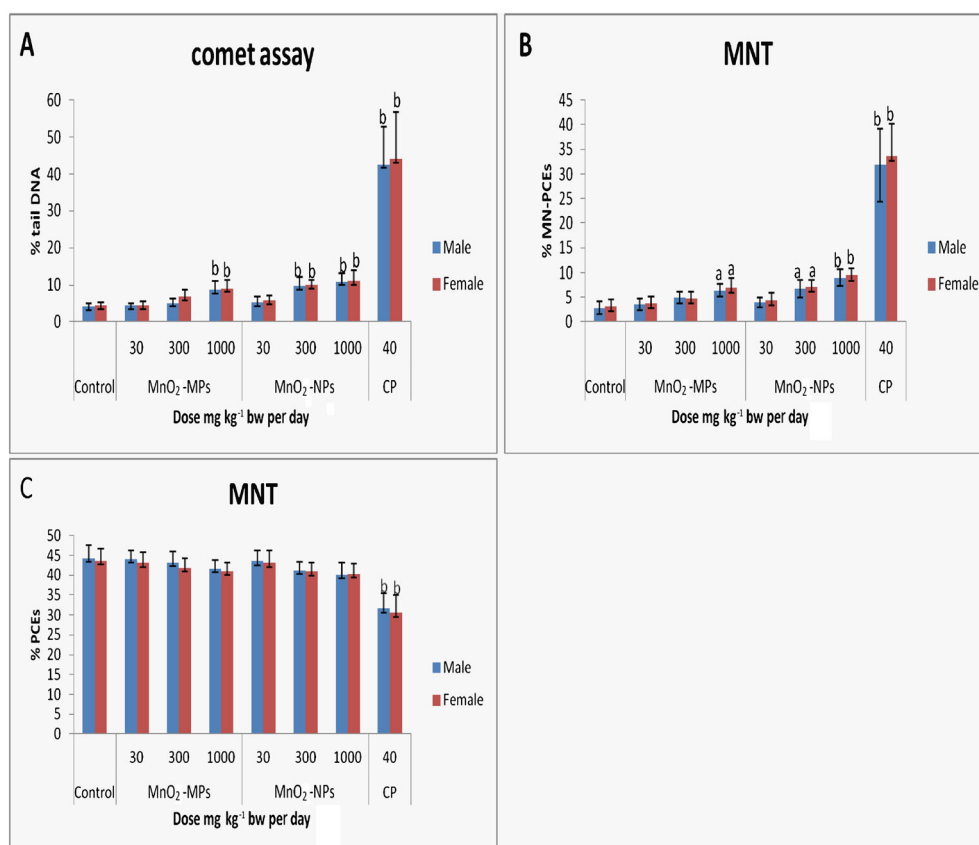 A
comet assay
% tail DNA
60
50
40
30
20
10
0
b b
b b
b b
b b
Male
Female
30 300 1000 30 300 1000 40
Control MnO₂ -MPs MnO₂ -NPs CP
Dose mg kg⁻¹ bw per day
B
MNT
% MN-PCEs
45
40
35
30
25
20
15
10
5
0
a a
a a
b b
b b
Male
Female
30 300 1000 30 300 1000 40
Control MnO₂ -MPs MnO₂ -NPs CP
Dose mg kg⁻¹ bw per day
C
MNT
% PCEs
50
45
40
35
30
25
20
15
10
5
0
b b
Male
Female
30 300 1000 30 300 1000 40
Control MnO₂ -MPs MnO₂ -NPs CP
Dose mg kg⁻¹ bw per day